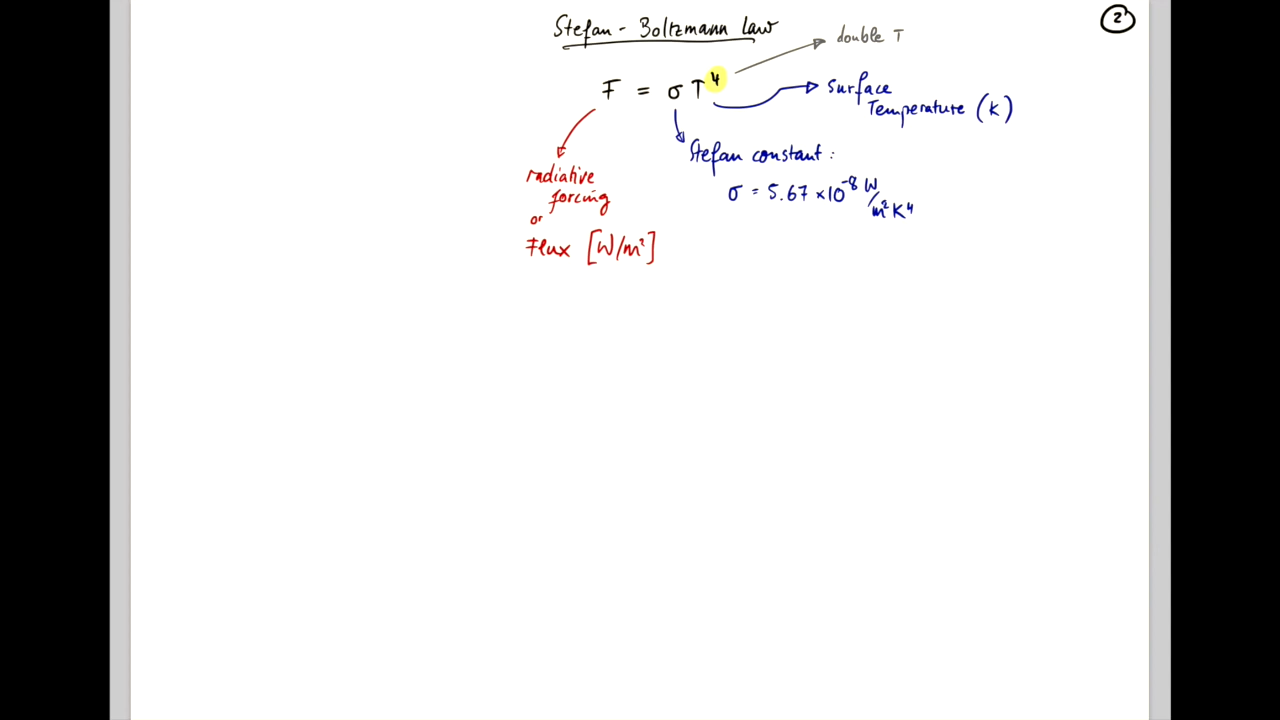 Stefan - Boltzmann Law
2
double T
F = σ T⁴
Surface
Temperature (K)
Stefan constant :
σ = 5.67 × 10⁻⁸ W/m²K⁴
radiative
forcing
or
Flux [W/m²]